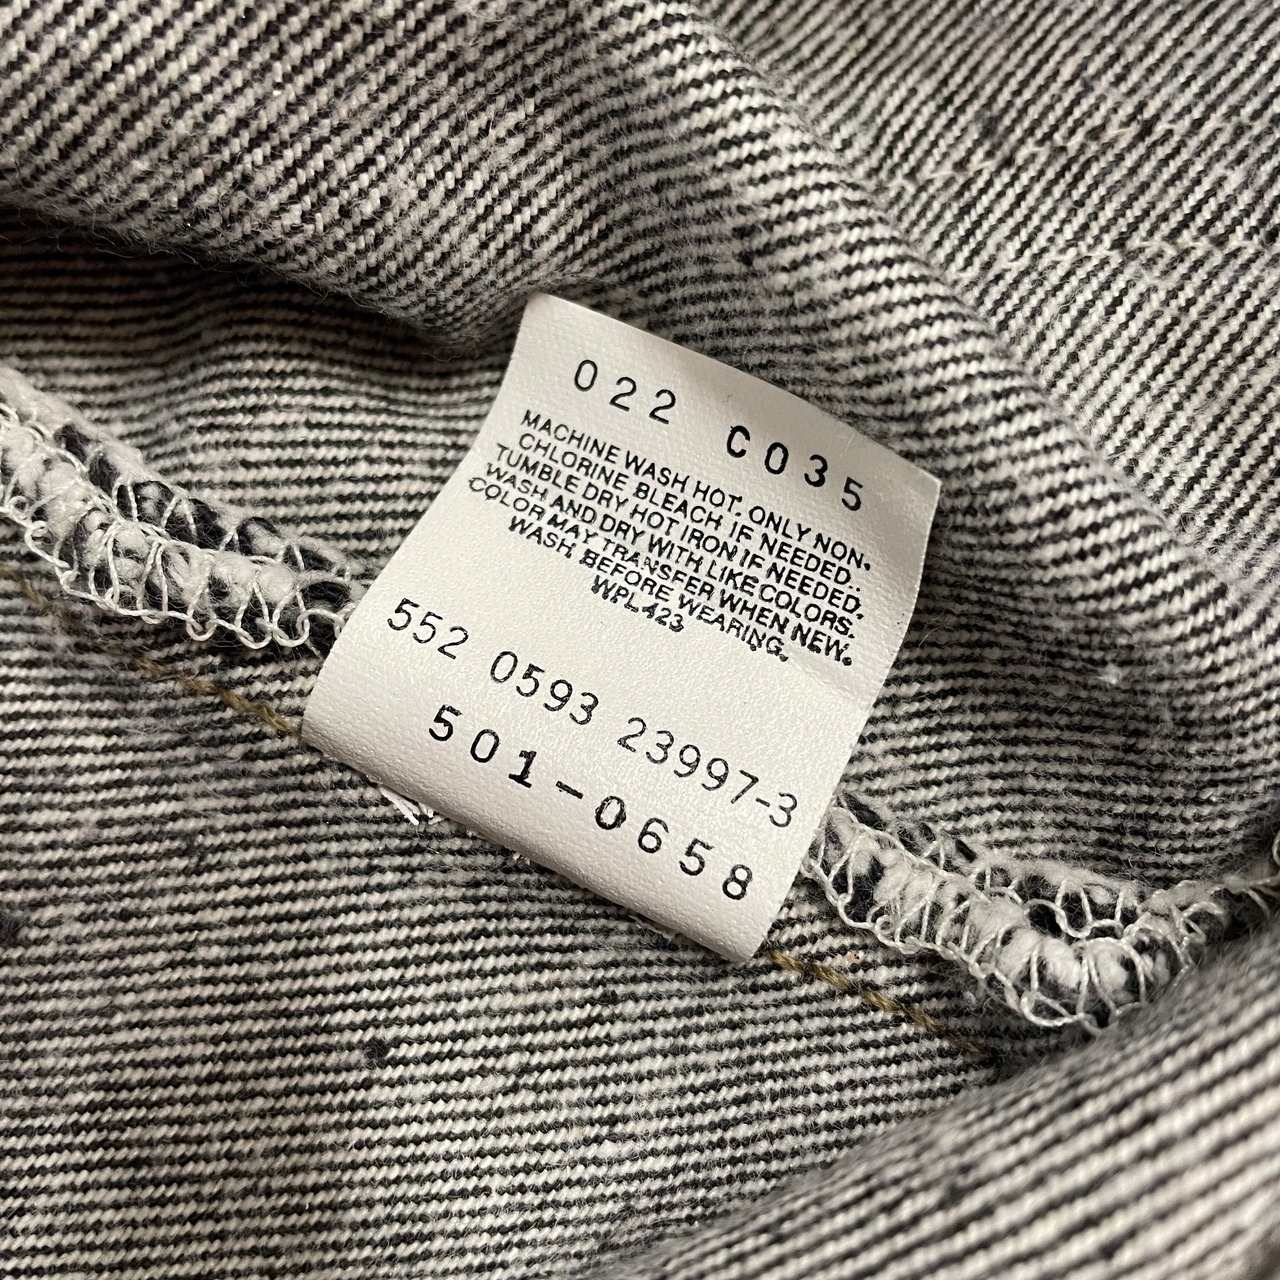 022 C035
MACHINE WASH HOT. ONLY NON-
CHLORINE BLEACH IF NEEDED.
TUMBLE DRY HOT IRON IF NEEDED,
WASH AND DRY WITH LIKE COLORS.
COLOR MAY TRANSFER WHEN NEW.
WASH BEFORE WEARING.
WPL423
552 0593 23997-3
501-0658